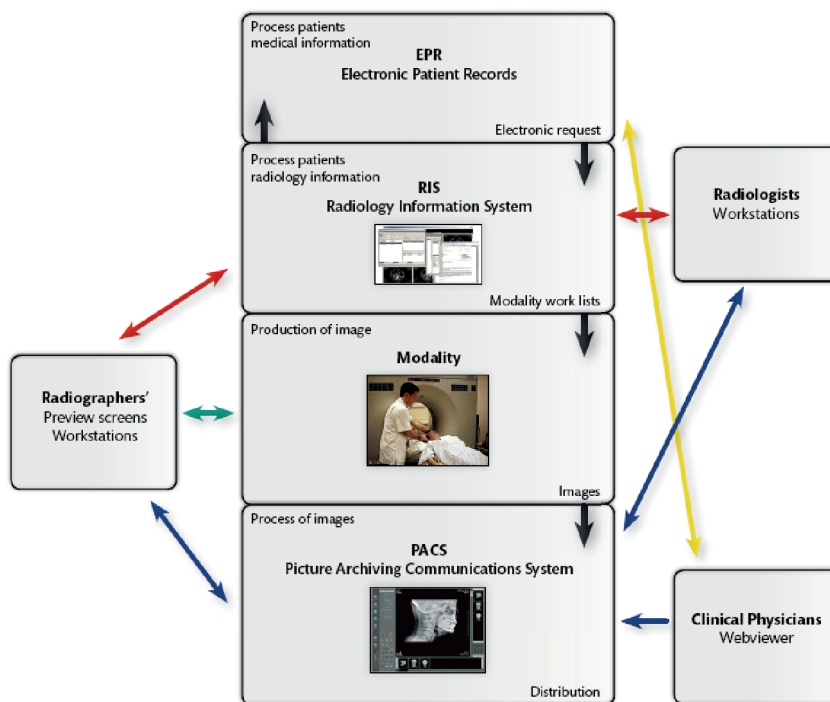 Process patients
medical information
EPR
Electronic Patient Records
Electronic request
Process patients
radiology information
RIS
Radiology Information System
Modality work lists
Radiologists
Workstations
Production of image
Modality
Images
Radiographers’
Preview screens
Workstations
Process of images
PACS
Picture Archiving Communications System
Distribution
Clinical Physicians
Webviewer